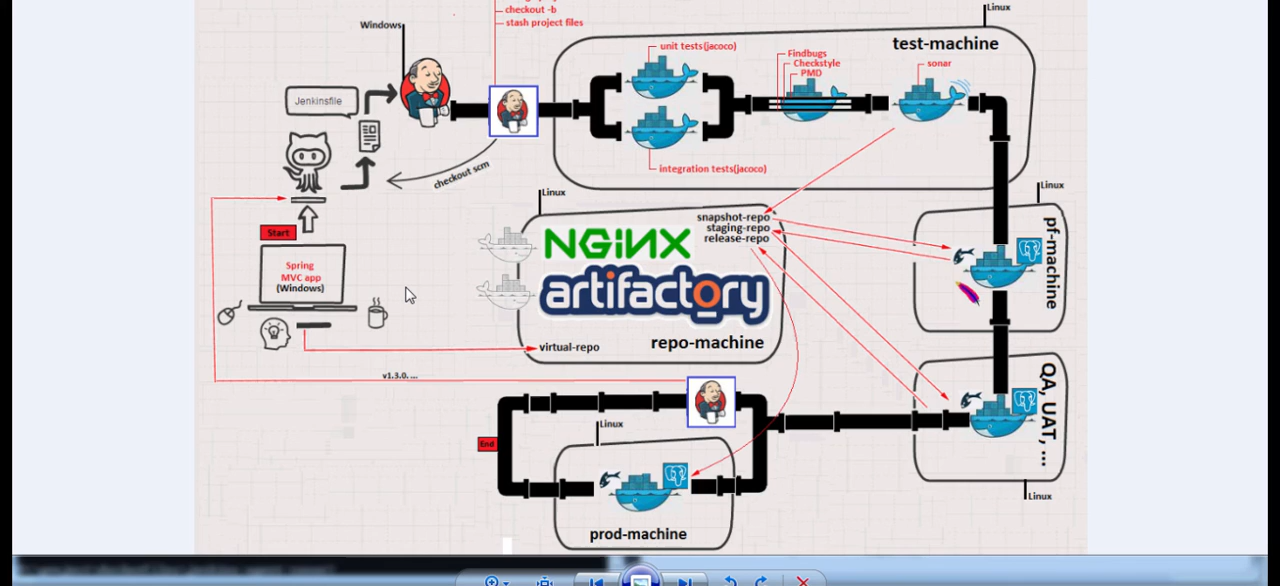 checkout -b
stash project files
Windows
Linux
test-machine
unit tests(jacoco)
Findbugs
Checkstyle
PMD
sonar
Jenkinsfile
integration tests(jacoco)
checkout scm
Linux
Linux
snapshot-repo
staging-repo
release-repo
Start
NGiNX
pf-machine
Spring
MVC app
(Windows)
artifactory
virtual-repo
repo-machine
v1.3.0. ...
QA, UAT, ...
Linux
End
Linux
prod-machine